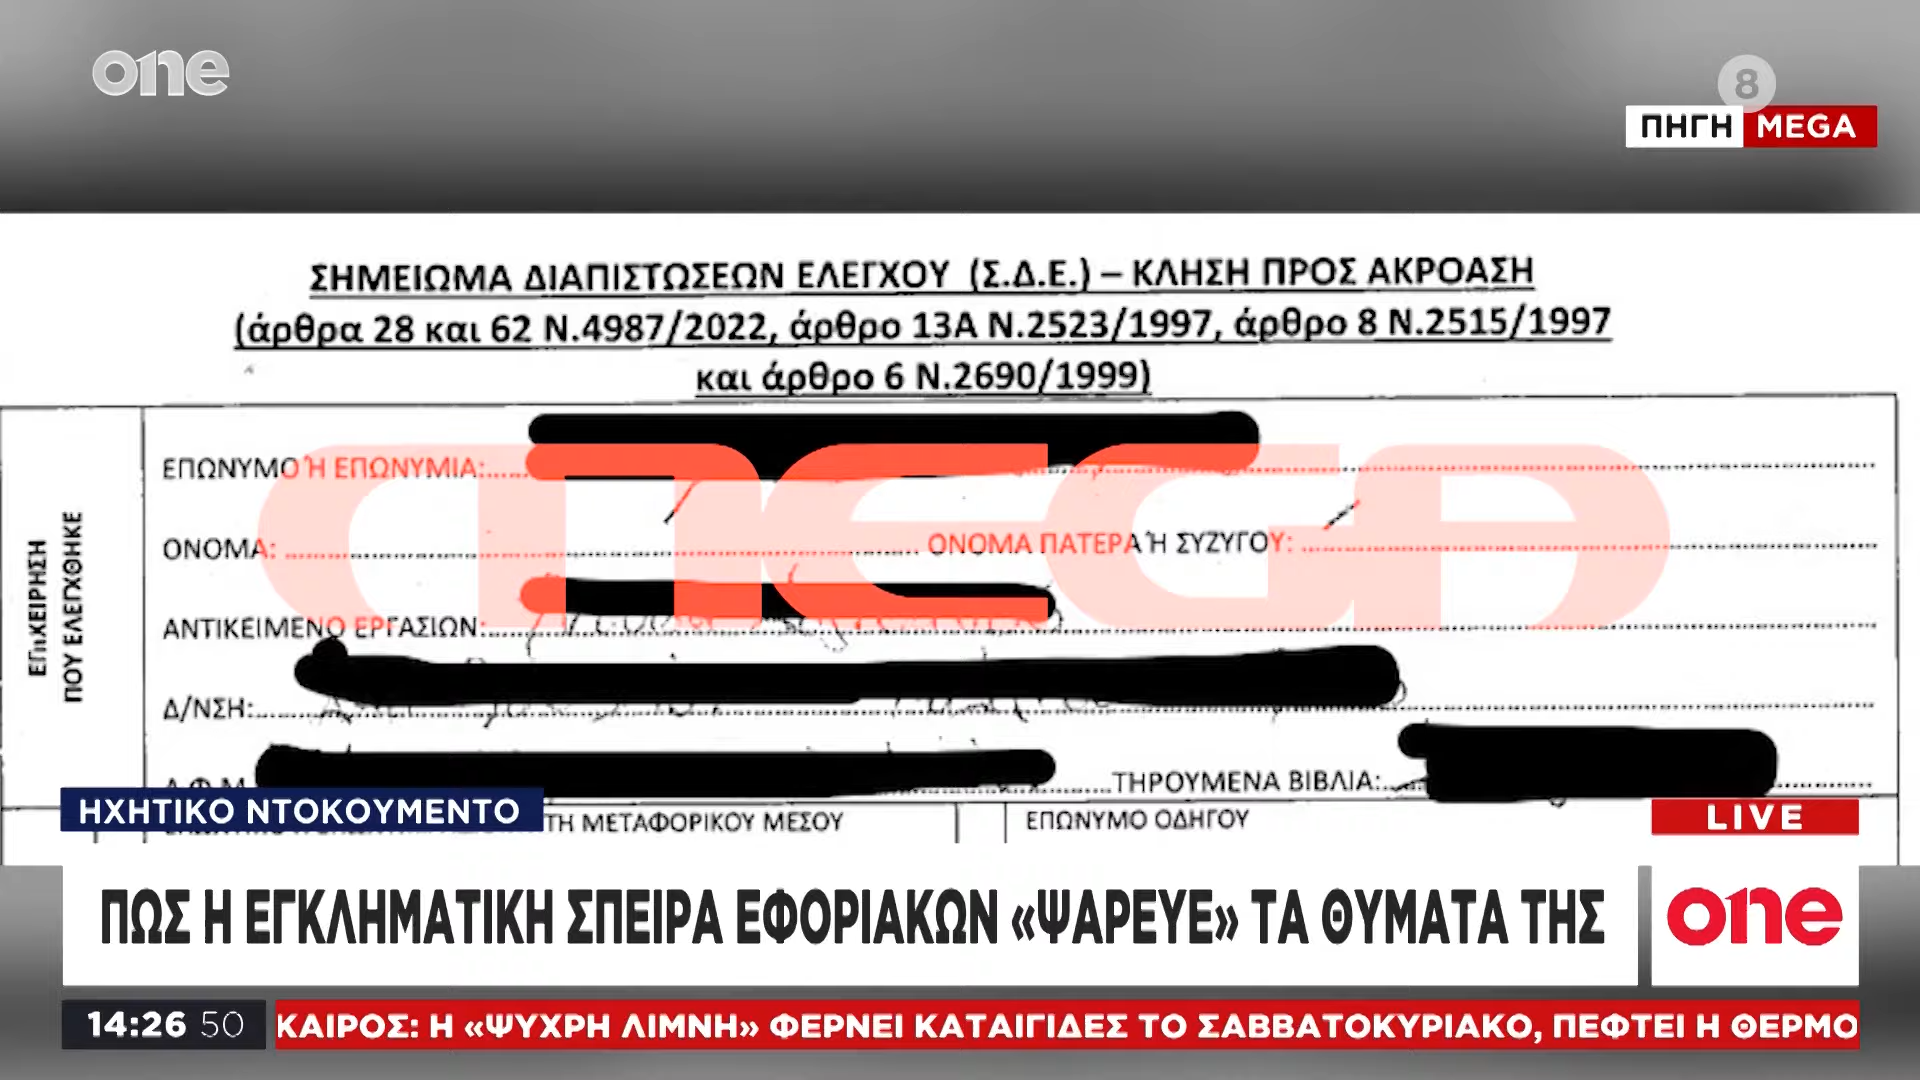 one
8
ΠΗΓΗ MEGA
ΣΗΜΕΙΩΜΑ ΔΙΑΠΙΣΤΩΣΕΩΝ ΕΛΕΓΧΟΥ (Σ.Δ.Ε.) – ΚΛΗΣΗ ΠΡΟΣ ΑΚΡΟΑΣΗ
(άρθρα 28 και 62 Ν.4987/2022, άρθρο 13Α Ν.2523/1997, άρθρο 8 Ν.2515/1997
και άρθρο 6 Ν.2690/1999)
ΕΠΙΧΕΙΡΗΣΗ
ΠΟΥ ΕΛΕΓΧΘΗΚΕ
ΕΠΩΝΥΜΟ Ή ΕΠΩΝΥΜΙΑ:
MEGA
ΟΝΟΜΑ: ΟΝΟΜΑ ΠΑΤΕΡΑ Ή ΣΥΖΥΓΟΥ:
ΑΝΤΙΚΕΙΜΕΝΟ ΕΡΓΑΣΙΩΝ:
Δ/ΝΣΗ:
Α.Φ.Μ. ΤΗΡΟΥΜΕΝΑ ΒΙΒΛΙΑ:
ΗΧΗΤΙΚΟ ΝΤΟΚΟΥΜΕΝΤΟ
ΜΕΤΑΦΟΡΙΚΟΥ ΜΕΣΟΥ ΕΠΩΝΥΜΟ ΟΔΗΓΟΥ
LIVE
ΠΩΣ Η ΕΓΚΛΗΜΑΤΙΚΗ ΣΠΕΙΡΑ ΕΦΟΡΙΑΚΩΝ «ΨΑΡΕΥΕ» ΤΑ ΘΥΜΑΤΑ ΤΗΣ
one
14:26 50
ΚΑΙΡΟΣ: Η «ΨΥΧΡΗ ΛΙΜΝΗ» ΦΕΡΝΕΙ ΚΑΤΑΙΓΙΔΕΣ ΤΟ ΣΑΒΒΑΤΟΚΥΡΙΑΚΟ, ΠΕΦΤΕΙ Η ΘΕΡΜΟ